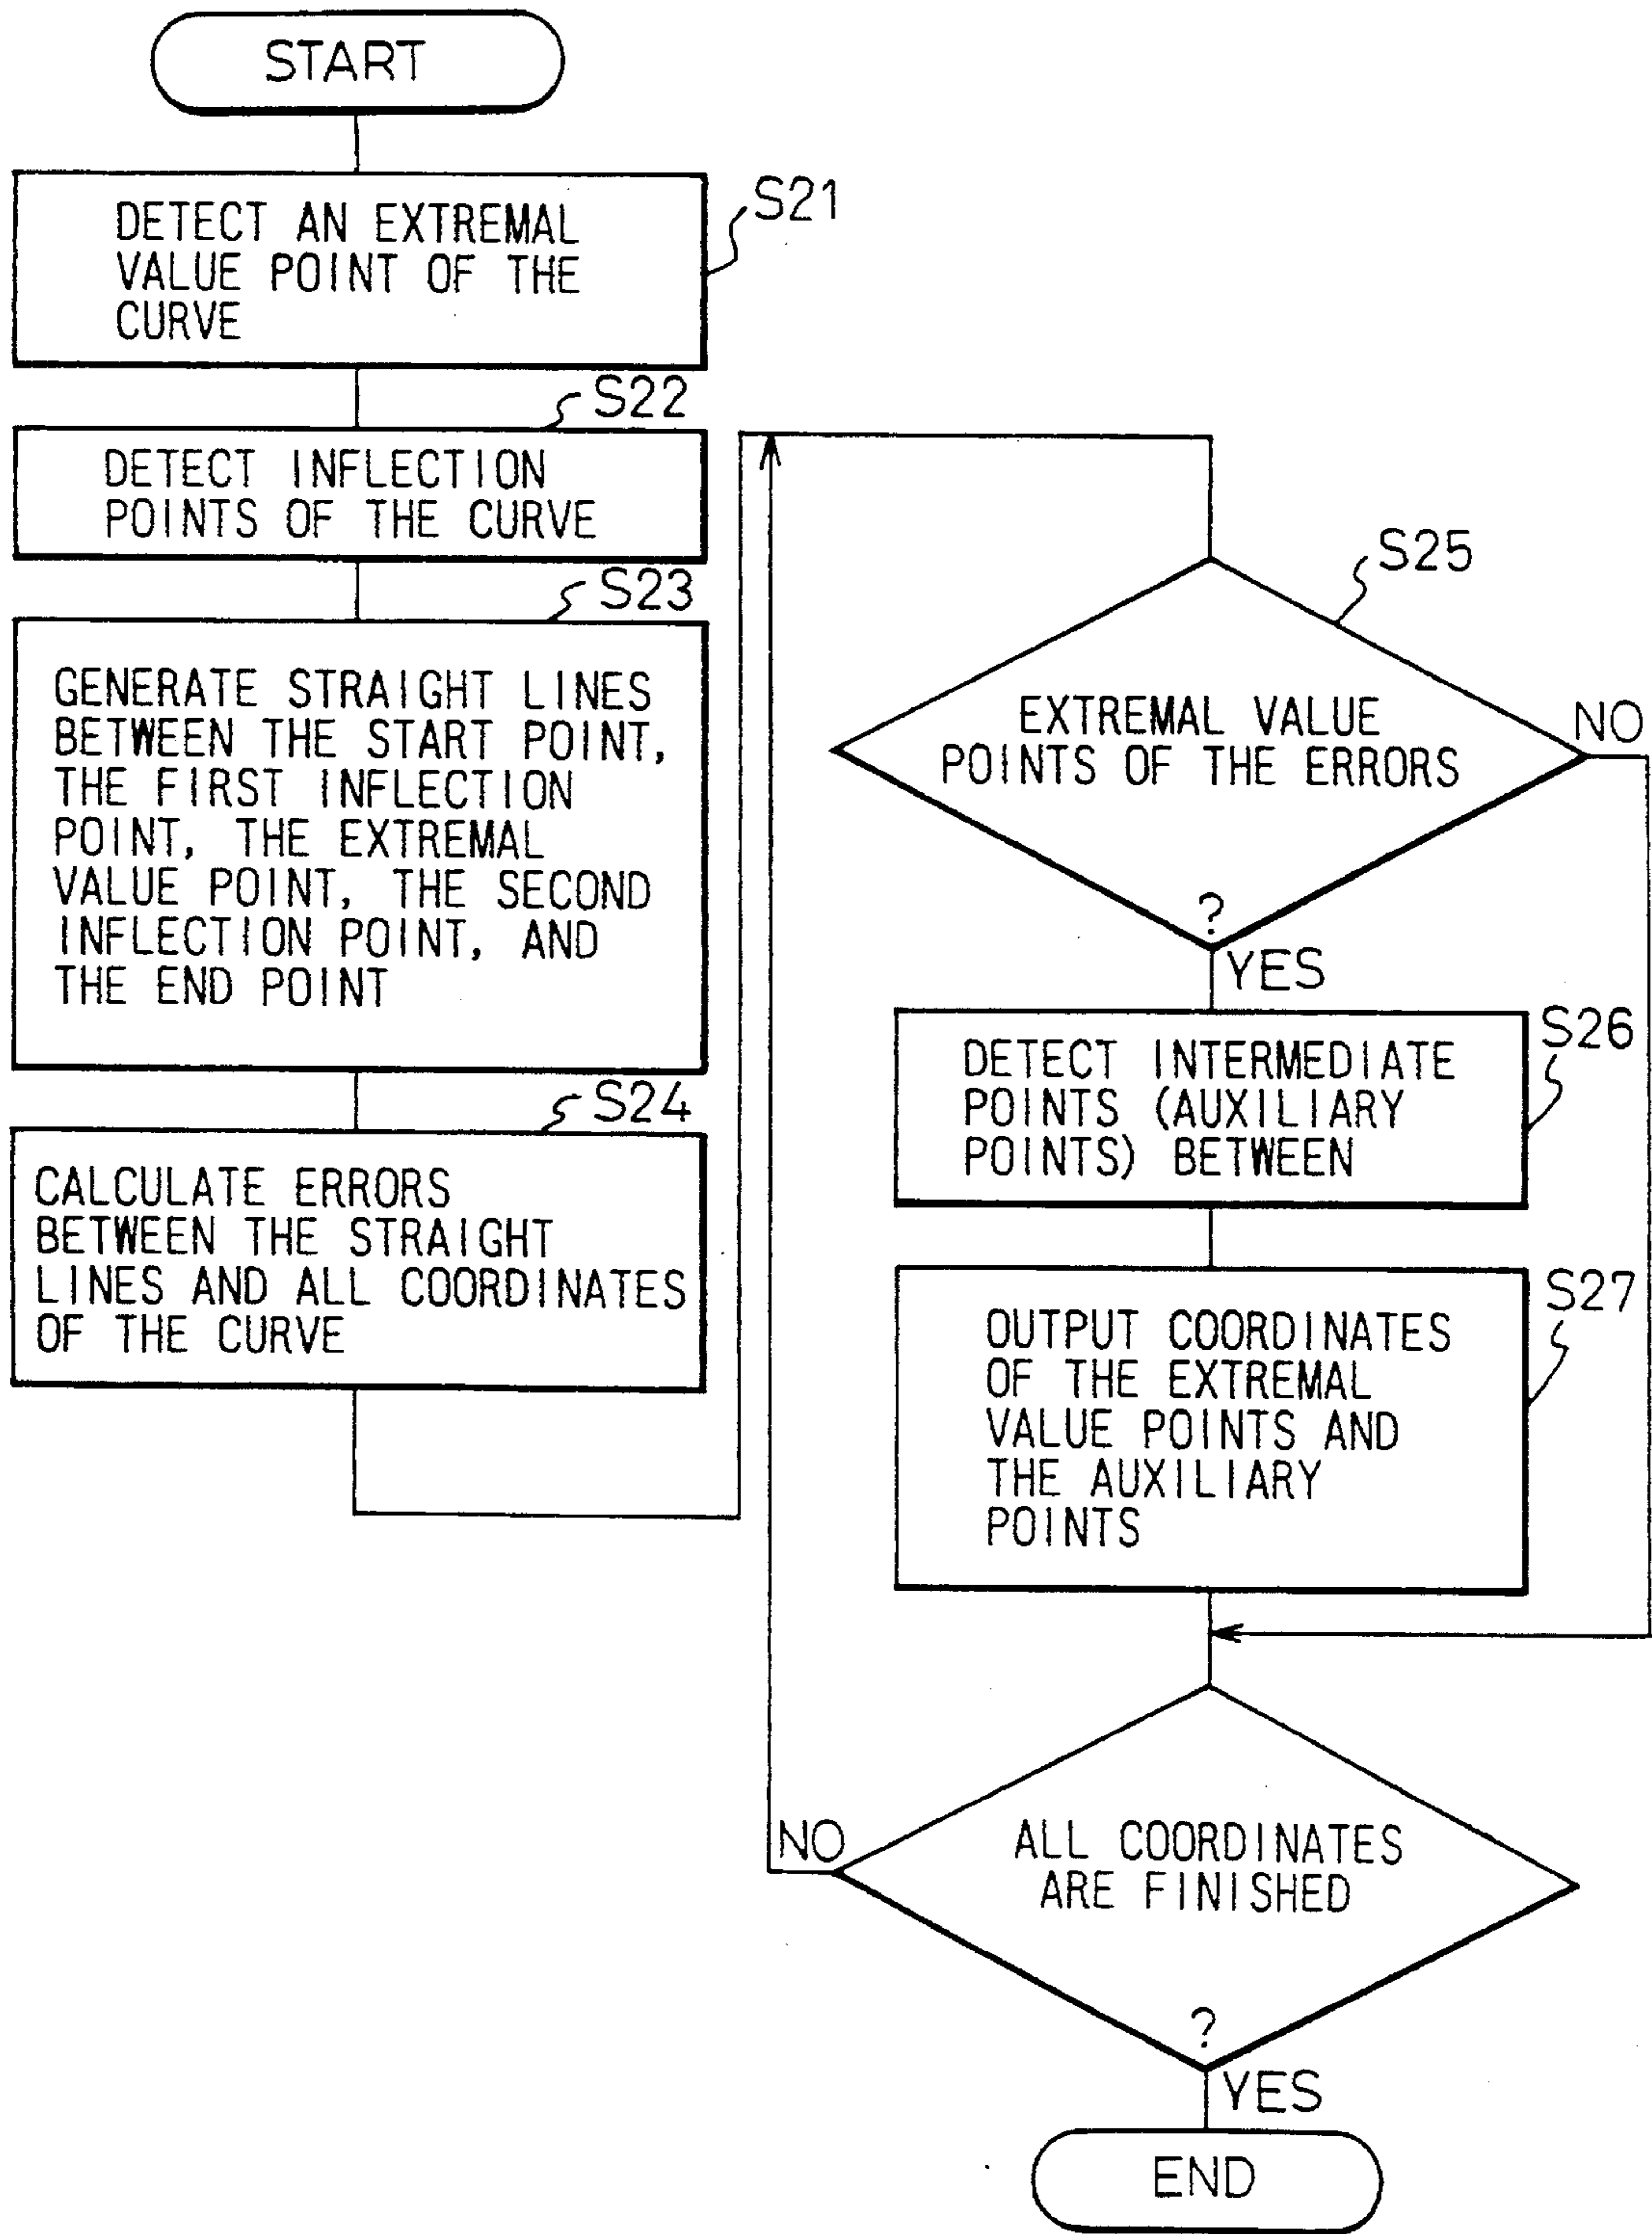 START
S21
DETECT AN EXTREMAL
VALUE POINT OF THE
CURVE
S22
DETECT INFLECTION
POINTS OF THE CURVE
S23
GENERATE STRAIGHT LINES
BETWEEN THE START POINT,
THE FIRST INFLECTION
POINT, THE EXTREMAL
VALUE POINT, THE SECOND
INFLECTION POINT, AND
THE END POINT
S24
CALCULATE ERRORS
BETWEEN THE STRAIGHT
LINES AND ALL COORDINATES
OF THE CURVE
S25
EXTREMAL VALUE
POINTS OF THE ERRORS
?
NO
YES
S26
DETECT INTERMEDIATE
POINTS (AUXILIARY
POINTS) BETWEEN
S27
OUTPUT COORDINATES
OF THE EXTREMAL
VALUE POINTS AND
THE AUXILIARY
POINTS
NO
ALL COORDINATES
ARE FINISHED
?
YES
END